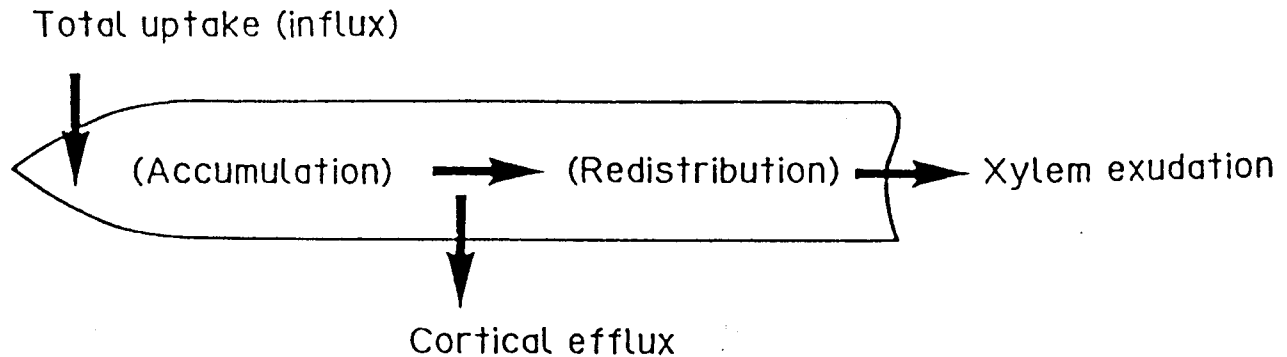 Total uptake (influx)
(Accumulation)
(Redistribution)
Xylem exudation
Cortical efflux